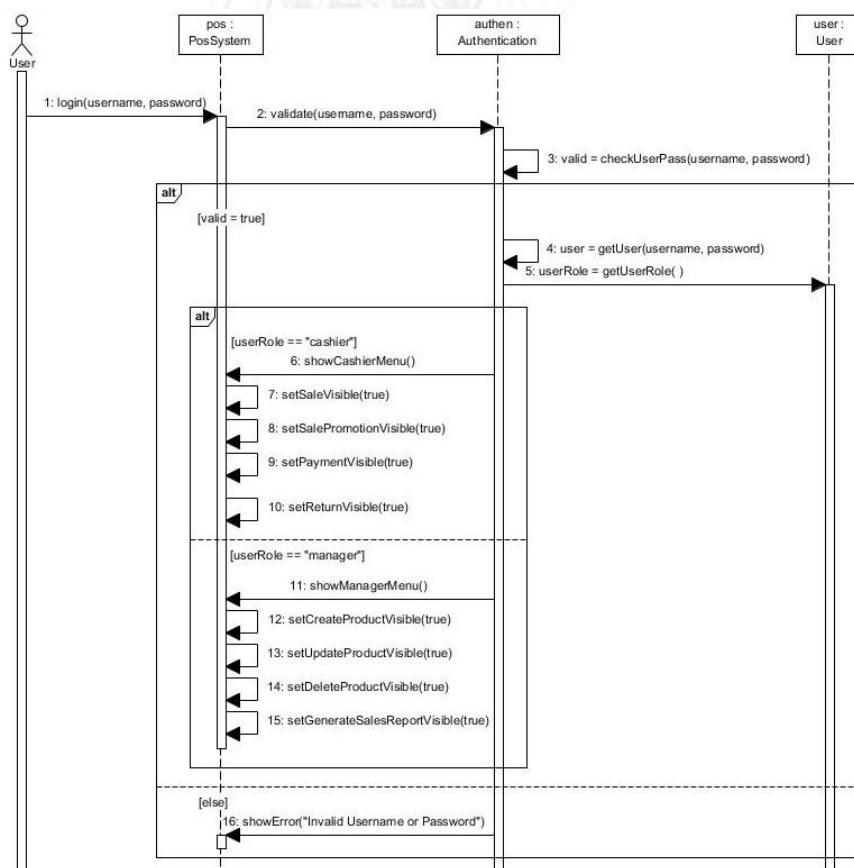 pos :
PosSystem
authen :
Authentication
user :
User
User
1: login(username, password)
2: validate(username, password)
3: valid = checkUserPass(username, password)
alt
[valid = true]
4: user = getUser(username, password)
5: userRole = getUserRole( )
alt
[userRole == "cashier"]
6: showCashierMenu()
7: setSaleVisible(true)
8: setSalePromotionVisible(true)
9: setPaymentVisible(true)
10: setReturnVisible(true)
[userRole == "manager"]
11: showManagerMenu()
12: setCreateProductVisible(true)
13: setUpdateProductVisible(true)
14: setDeleteProductVisible(true)
15: setGenerateSalesReportVisible(true)
[else]
16: showError("Invalid Username or Password")